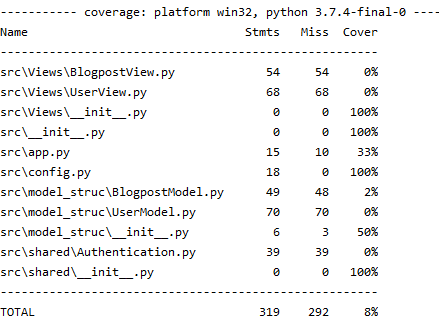 ----------- coverage: platform win32, python 3.7.4-final-0 ----
Name                              Stmts   Miss  Cover
-----------------------------------------------------
src\Views\BlogpostView.py            54     54     0%
src\Views\UserView.py                68     68     0%
src\Views\__init__.py                 0      0   100%
src\__init__.py                       0      0   100%
src\app.py                           15     10    33%
src\config.py                        18      0   100%
src\model_struc\BlogpostModel.py     49     48     2%
src\model_struc\UserModel.py         70     70     0%
src\model_struc\__init__.py           6      3    50%
src\shared\Authentication.py         39     39     0%
src\shared\__init__.py                0      0   100%
-----------------------------------------------------
TOTAL                               319    292     8%